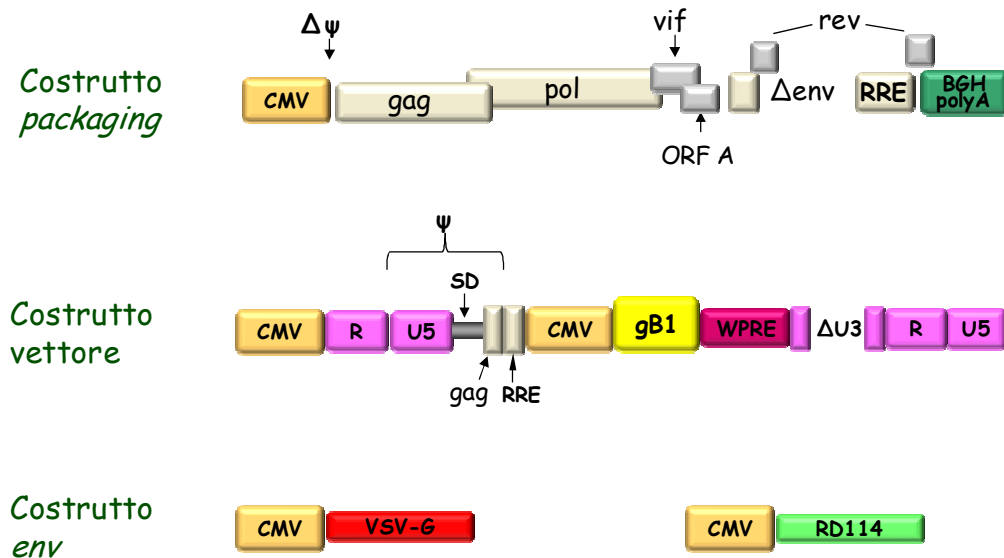 Δψ
vif
rev
Costrutto
packaging
CMV
gag
pol
Δenv
RRE
BGH
polyA
ORF A
ψ
SD
Costrutto
vettore
CMV
R
U5
CMV
gB1
WPRE
ΔU3
R
U5
gag
RRE
Costrutto
env
CMV
VSV-G
CMV
RD114